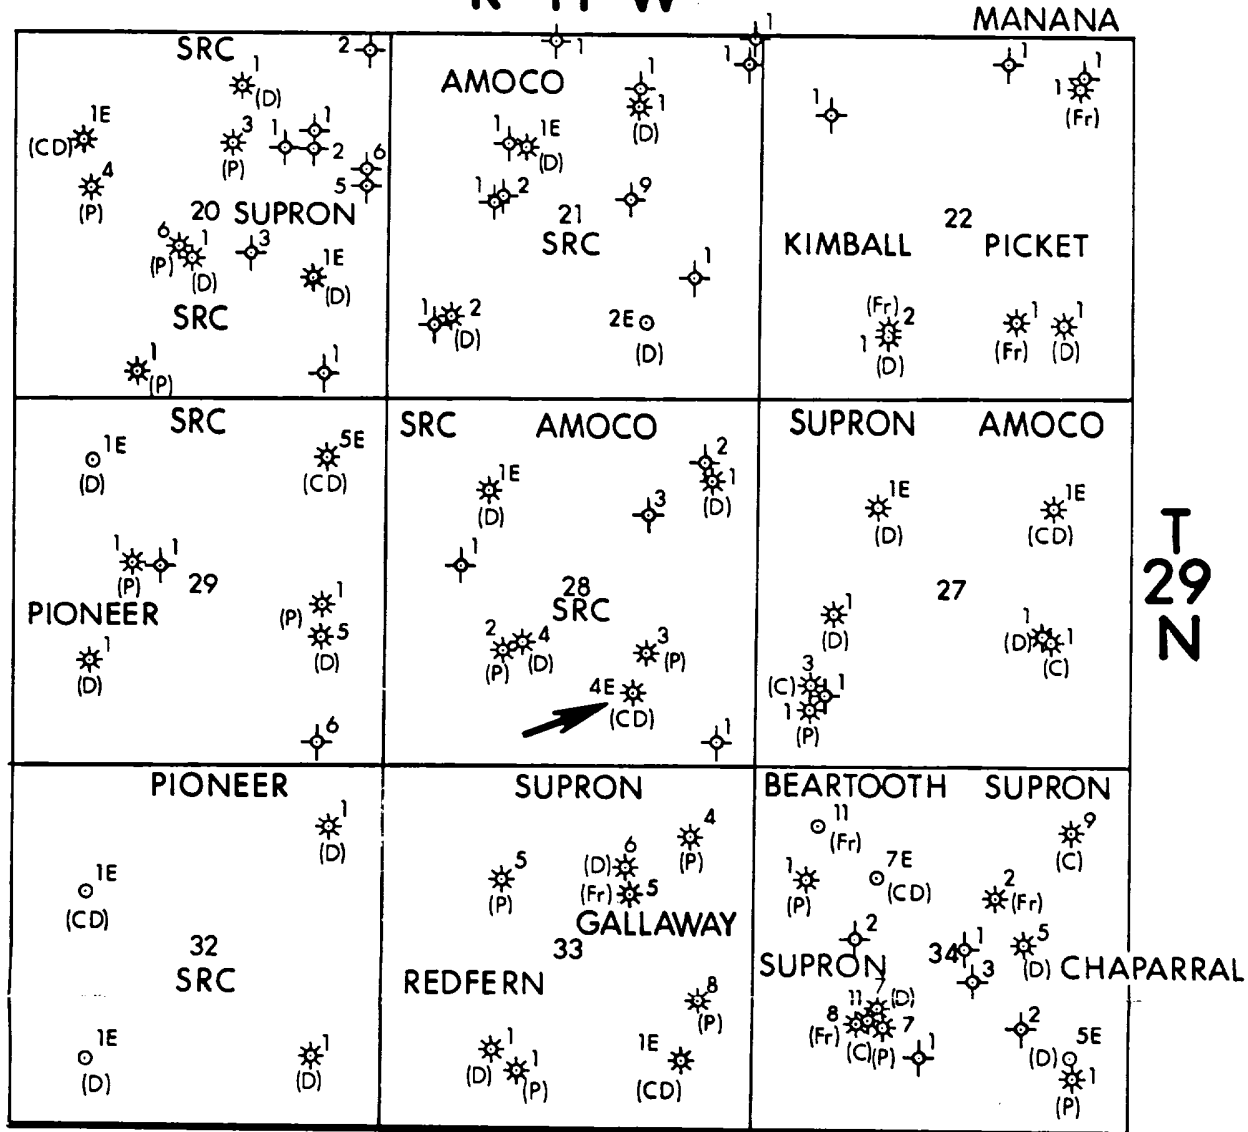 R 11 W
MANANA
SRC
2
1
1
1
1
1
(D)
AMOCO
1
1
(D)
1
1
1
(Fr)
1E
(CD)
3
(P)
1
1
2
1
1E
(D)
1
4
(P)
6
5
1
2
9
20 SUPRON
21
SRC
22
KIMBALL
PICKET
6
(P)
1
(D)
3
1E
(D)
1
SRC
1
2
(D)
2E
(D)
(Fr)
2
1
(D)
1
(Fr)
1
(D)
1
(P)
1
SRC
SRC
AMOCO
SUPRON
AMOCO
1E
(D)
5E
(CD)
1E
(D)
2
1
(D)
3
1E
(D)
1E
(CD)
T
29
N
1
(P)
1
29
1
28
SRC
27
PIONEER
(P)
1
5
(D)
1
(D)
2
(P)
4
(D)
3
(P)
1
(D)
1
(D)
1
(C)
4E
(CD)
3
(C)
1
1
(P)
6
1
PIONEER
SUPRON
BEARTOOTH
SUPRON
1
(D)
4
(P)
11
(Fr)
9
(C)
1E
(CD)
5
(P)
6
(D)
(Fr)
5
GALLAWAY
1
(P)
7E
(CD)
2
(Fr)
32
SRC
33
REDFERN
2
SUPRON
34
1
5
(D)
CHAPARRAL
3
8
(P)
7
(D)
11
8
(Fr)
(C)
(P)
7
1
2
1E
(D)
1
(D)
1
(D)
1
(P)
1E
(CD)
5E
(D)
1
(P)